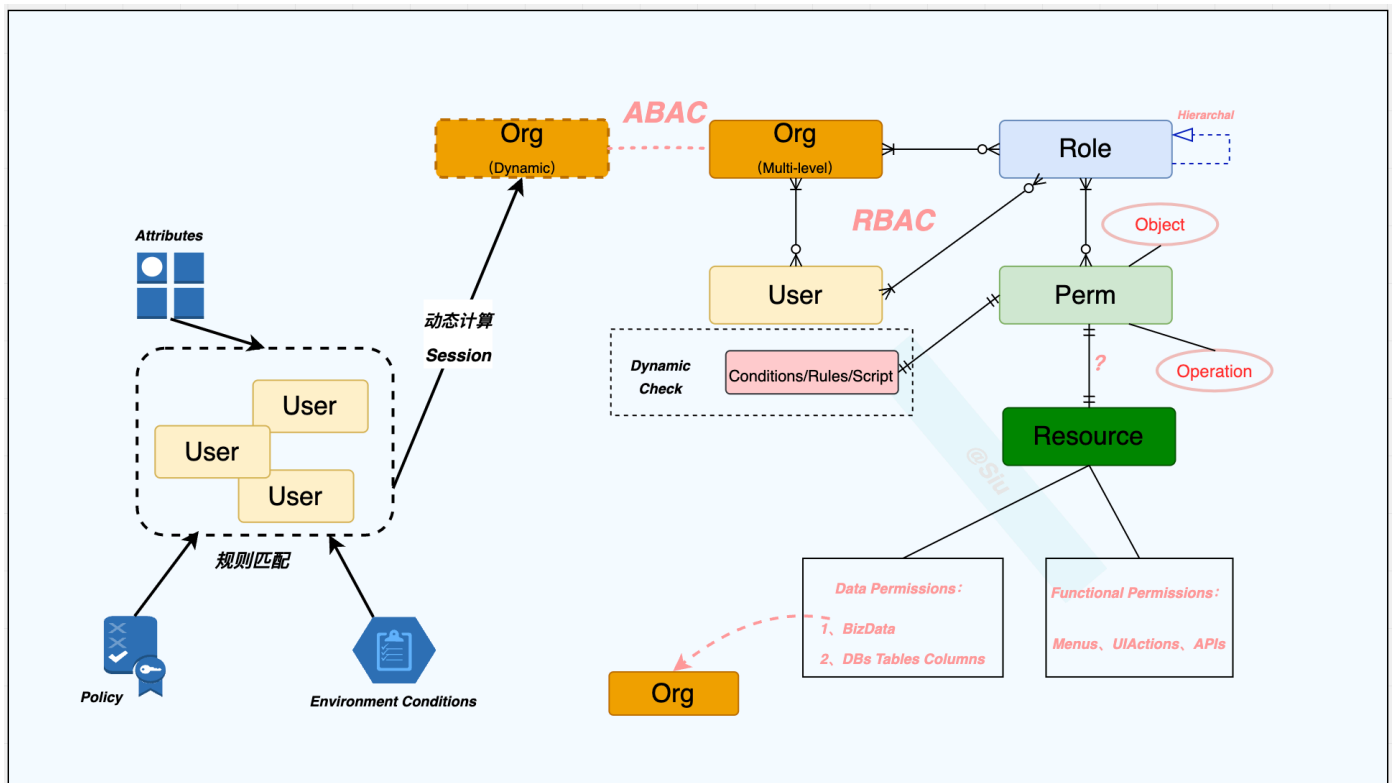 ABAC
Org
（Dynamic）
Org
（Multi-level）
Role
Hierarchal
RBAC
Object
Attributes
User
Perm
动态计算
Session
Dynamic
Check
Conditions/Rules/Script
?
Operation
User
User
User
Resource
@Siu
规则匹配
Data Permissions：
1、BizData
2、DBs Tables Columns
Functional Permissions：
Menus、UIActions、APIs
Org
Policy
Environment Conditions